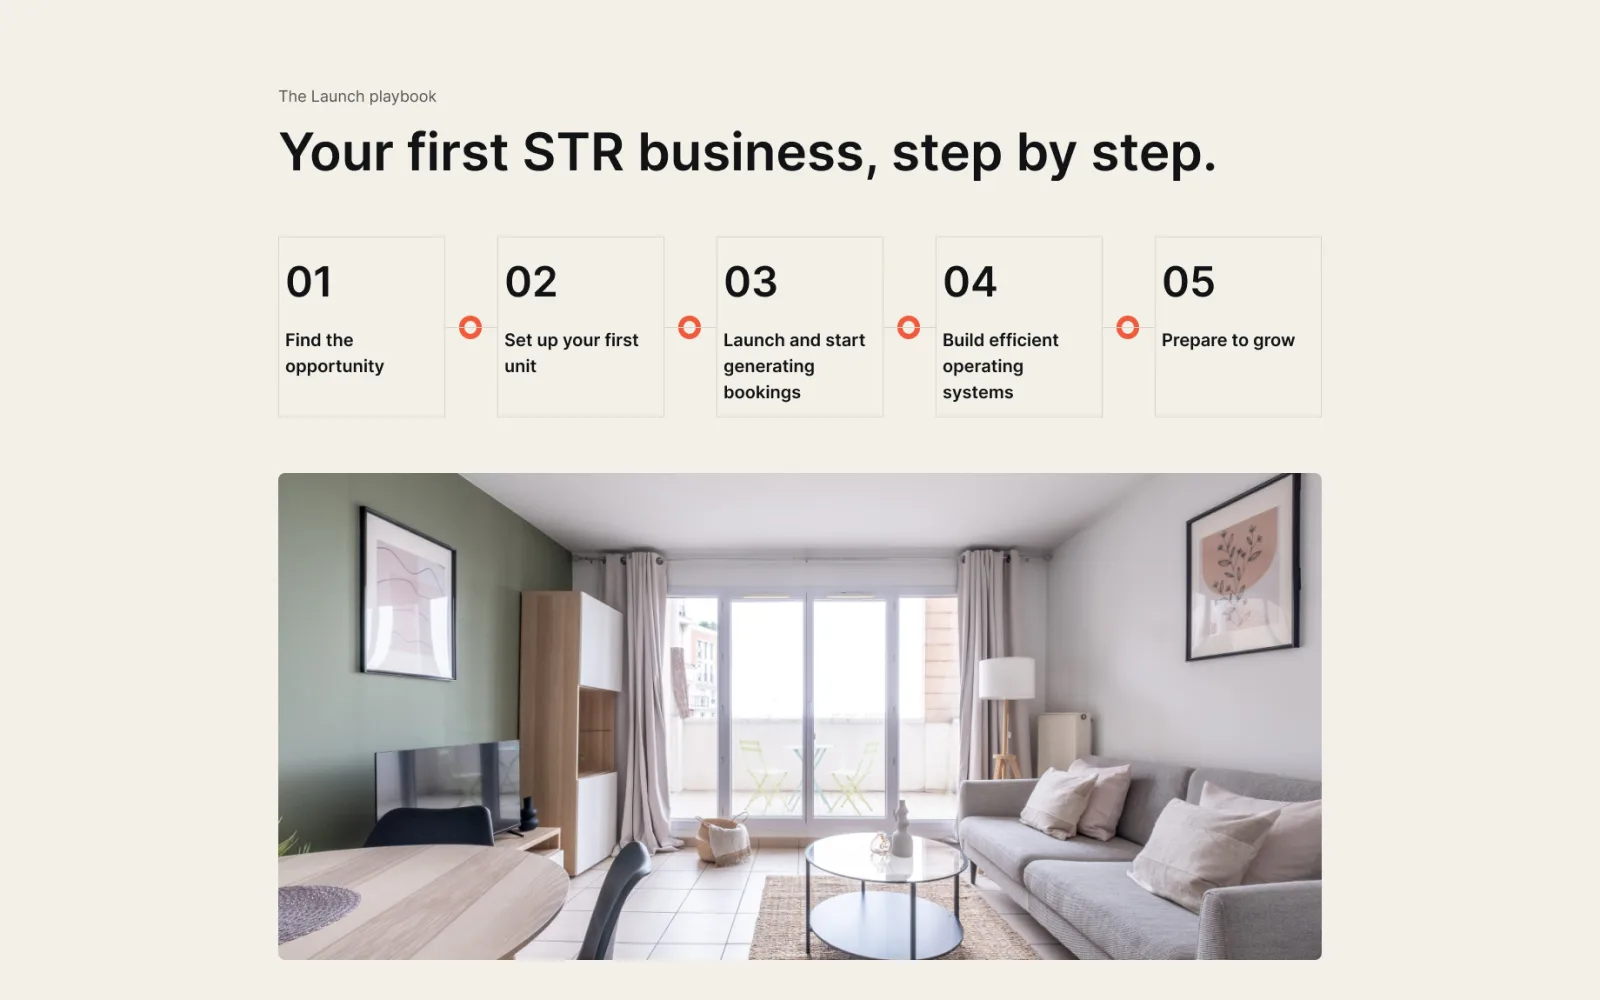 The Launch playbook
Your first STR business, step by step.
01
Find the
opportunity
02
Set up your first
unit
03
Launch and start
generating
bookings
04
Build efficient
operating
systems
05
Prepare to grow